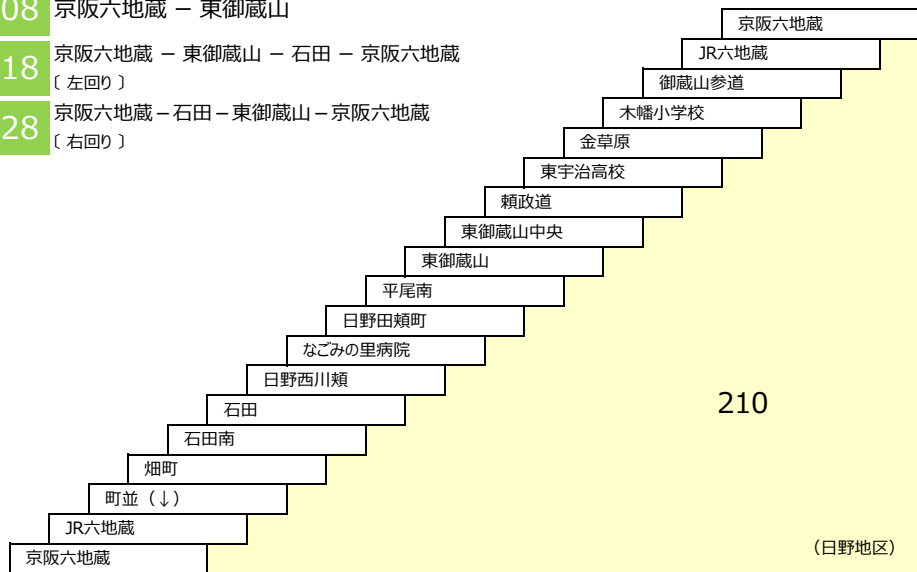 08 京阪六地蔵 − 東御蔵山
18 京阪六地蔵 − 東御蔵山 − 石田 − 京阪六地蔵
〔 左回り 〕
28 京阪六地蔵−石田−東御蔵山−京阪六地蔵
〔 右回り 〕
京阪六地蔵
JR六地蔵
御蔵山参道
木幡小学校
金草原
東宇治高校
頼政道
東御蔵山中央
東御蔵山
平尾南
日野田頬町
なごみの里病院
日野西川頬
石田
石田南
畑町
町並（↓）
JR六地蔵
京阪六地蔵
210
（日野地区）